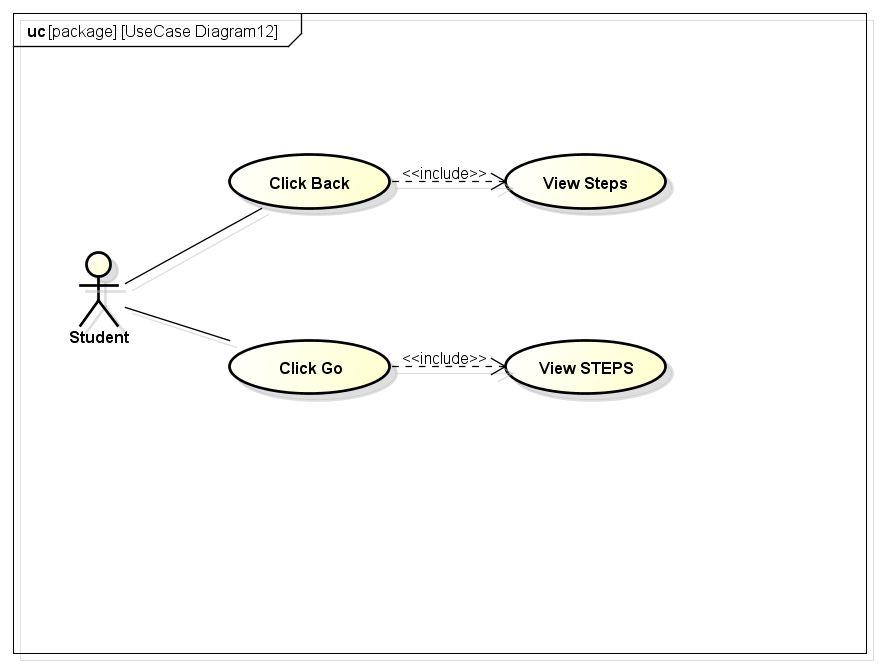 uc [package] [UseCase Diagram12]
Click Back
<<include>>
View Steps
Student
Click Go
<<include>>
View STEPS